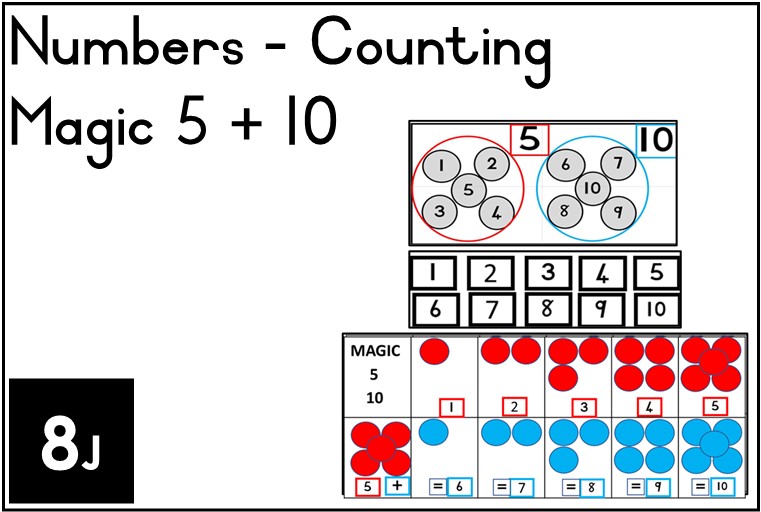 Numbers - Counting
Magic 5 + 10
5 10
1 2 6 7
5 10
3 4 8 9
1 2 3 4 5
6 7 8 9 10
MAGIC
5
10
1 2 3 4 5
5 + = 6 = 7 = 8 = 9 = 10
8J